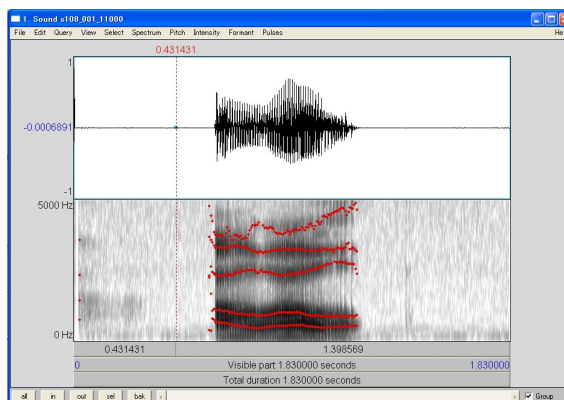 1. Sound s108_001_11000
File Edit Query View Select Spectrum Pitch Intensity Formant Pulses He
0.431431
1
-0.0006891
-1
5000 Hz
0 Hz
0.431431 1.398569
0 Visible part 1.830000 seconds 1.830000
Total duration 1.830000 seconds
all in out sel bak Group